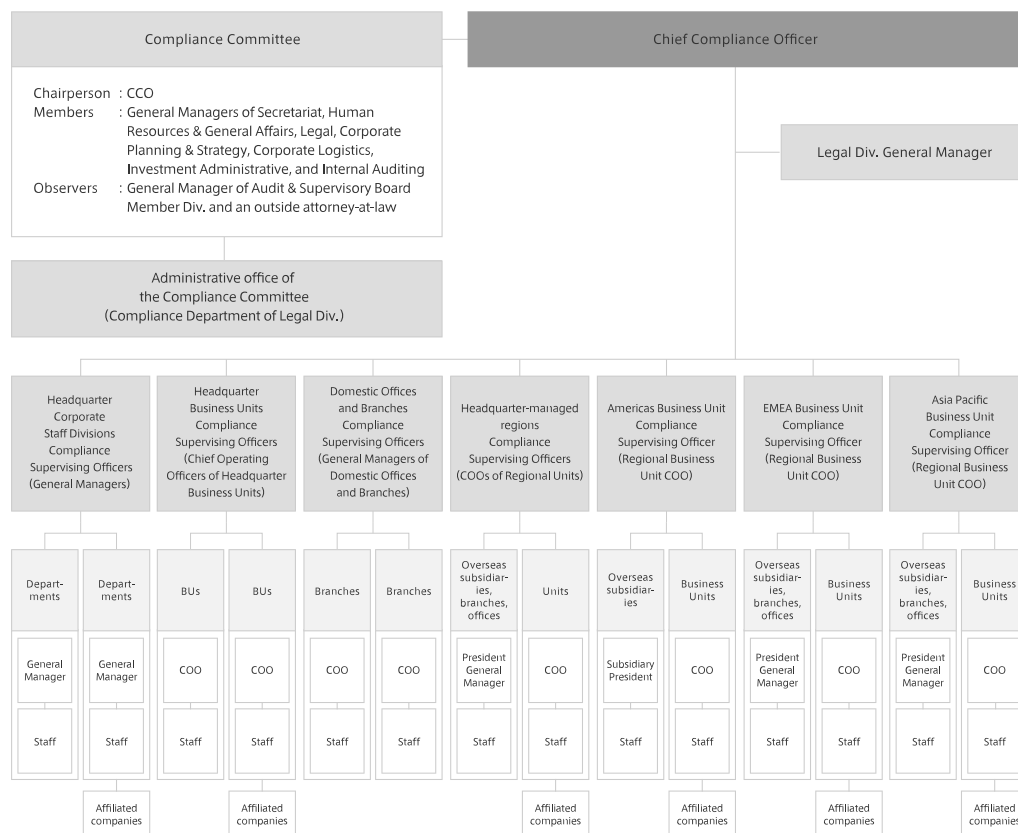 Compliance Committee
Chief Compliance Officer
Chairperson : CCO
Members : General Managers of Secretariat, Human
Resources & General Affairs, Legal, Corporate
Planning & Strategy, Corporate Logistics,
Investment Administrative, and Internal Auditing
Observers : General Manager of Audit & Supervisory Board
Member Div. and an outside attorney-at-law
Legal Div. General Manager
Administrative office of
the Compliance Committee
(Compliance Department of Legal Div.)
Headquarter
Corporate
Staff Divisions
Compliance
Supervising Officers
(General Managers)
Headquarter
Business Units
Compliance
Supervising Officers
(Chief Operating
Officers of Headquarter
Business Units)
Domestic Offices
and Branches
Compliance
Supervising Officers
(General Managers of
Domestic Offices
and Branches)
Headquarter-managed
regions
Compliance
Supervising Officers
(COOs of Regional Units)
Americas Business Unit
Compliance
Supervising Officer
(Regional Business
Unit COO)
EMEA Business Unit
Compliance
Supervising Officer
(Regional Business
Unit COO)
Asia Pacific
Business Unit
Compliance
Supervising Officer
(Regional Business
Unit COO)
Depart-
ments
Depart-
ments
BUs
BUs
Branches
Branches
Overseas
subsidiar-
ies,
branches,
offices
Units
Overseas
subsidiar-
ies
Business
Units
Overseas
subsidiar-
ies,
branches,
offices
Business
Units
Overseas
subsidiar-
ies,
branches,
offices
Business
Units
General
Manager
General
Manager
COO
COO
COO
COO
President
General
Manager
COO
Subsidiary
President
COO
President
General
Manager
COO
President
General
Manager
COO
Staff
Staff
Staff
Staff
Staff
Staff
Staff
Staff
Staff
Staff
Staff
Staff
Staff
Staff
Affiliated
companies
Affiliated
companies
Affiliated
companies
Affiliated
companies
Affiliated
companies
Affiliated
companies